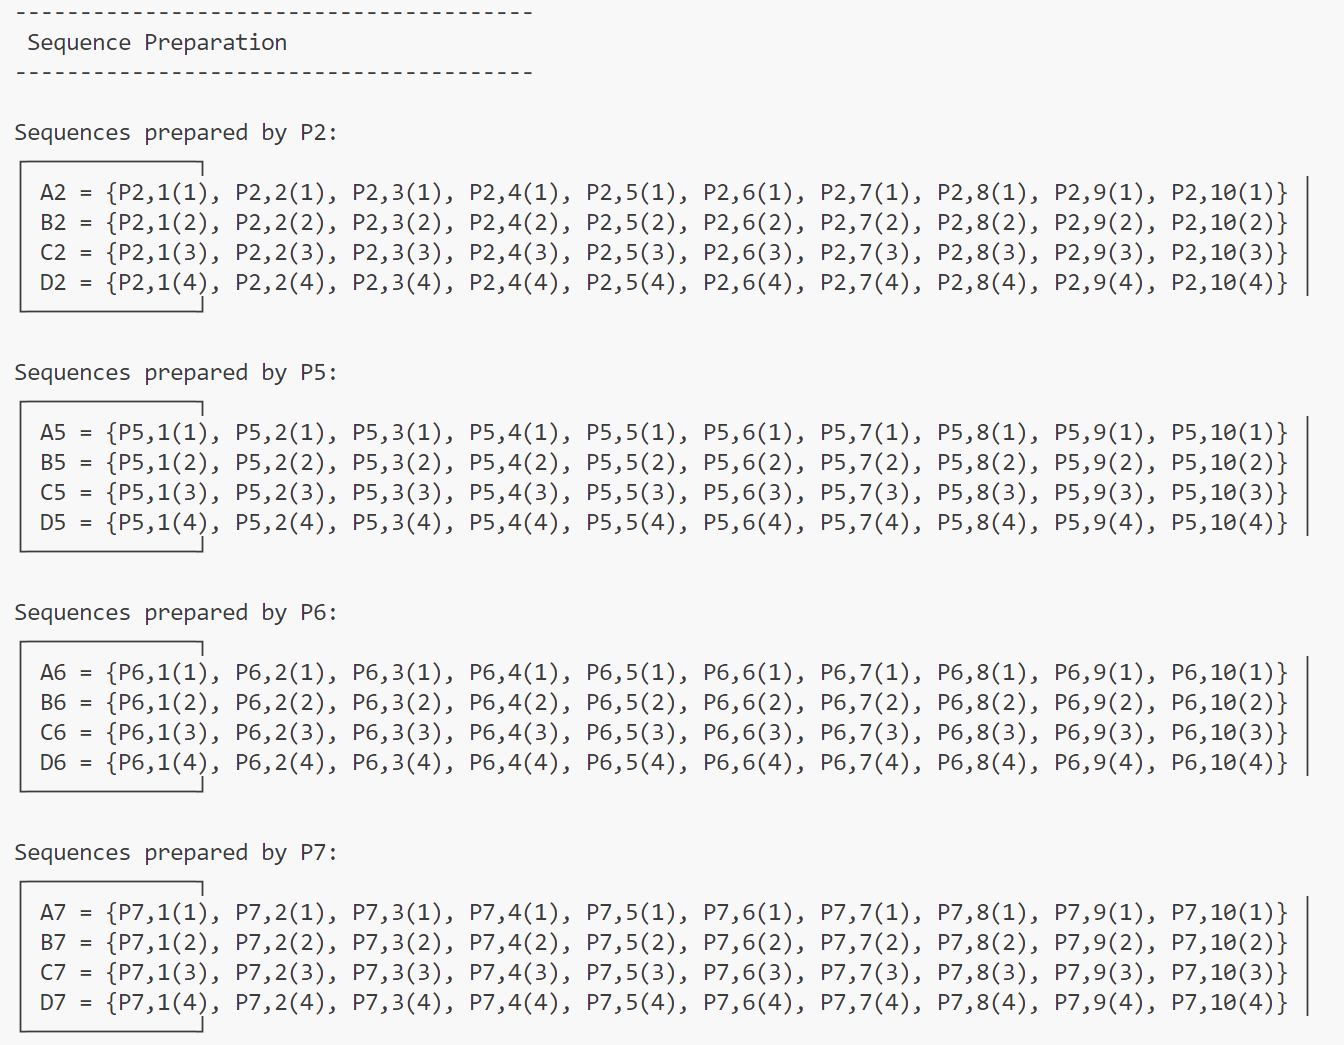 ----------------------------------------
Sequence Preparation
----------------------------------------
Sequences prepared by P2:
A2 = {P2,1(1), P2,2(1), P2,3(1), P2,4(1), P2,5(1), P2,6(1), P2,7(1), P2,8(1), P2,9(1), P2,10(1)}
B2 = {P2,1(2), P2,2(2), P2,3(2), P2,4(2), P2,5(2), P2,6(2), P2,7(2), P2,8(2), P2,9(2), P2,10(2)}
C2 = {P2,1(3), P2,2(3), P2,3(3), P2,4(3), P2,5(3), P2,6(3), P2,7(3), P2,8(3), P2,9(3), P2,10(3)}
D2 = {P2,1(4), P2,2(4), P2,3(4), P2,4(4), P2,5(4), P2,6(4), P2,7(4), P2,8(4), P2,9(4), P2,10(4)}
Sequences prepared by P5:
A5 = {P5,1(1), P5,2(1), P5,3(1), P5,4(1), P5,5(1), P5,6(1), P5,7(1), P5,8(1), P5,9(1), P5,10(1)}
B5 = {P5,1(2), P5,2(2), P5,3(2), P5,4(2), P5,5(2), P5,6(2), P5,7(2), P5,8(2), P5,9(2), P5,10(2)}
C5 = {P5,1(3), P5,2(3), P5,3(3), P5,4(3), P5,5(3), P5,6(3), P5,7(3), P5,8(3), P5,9(3), P5,10(3)}
D5 = {P5,1(4), P5,2(4), P5,3(4), P5,4(4), P5,5(4), P5,6(4), P5,7(4), P5,8(4), P5,9(4), P5,10(4)}
Sequences prepared by P6:
A6 = {P6,1(1), P6,2(1), P6,3(1), P6,4(1), P6,5(1), P6,6(1), P6,7(1), P6,8(1), P6,9(1), P6,10(1)}
B6 = {P6,1(2), P6,2(2), P6,3(2), P6,4(2), P6,5(2), P6,6(2), P6,7(2), P6,8(2), P6,9(2), P6,10(2)}
C6 = {P6,1(3), P6,2(3), P6,3(3), P6,4(3), P6,5(3), P6,6(3), P6,7(3), P6,8(3), P6,9(3), P6,10(3)}
D6 = {P6,1(4), P6,2(4), P6,3(4), P6,4(4), P6,5(4), P6,6(4), P6,7(4), P6,8(4), P6,9(4), P6,10(4)}
Sequences prepared by P7:
A7 = {P7,1(1), P7,2(1), P7,3(1), P7,4(1), P7,5(1), P7,6(1), P7,7(1), P7,8(1), P7,9(1), P7,10(1)}
B7 = {P7,1(2), P7,2(2), P7,3(2), P7,4(2), P7,5(2), P7,6(2), P7,7(2), P7,8(2), P7,9(2), P7,10(2)}
C7 = {P7,1(3), P7,2(3), P7,3(3), P7,4(3), P7,5(3), P7,6(3), P7,7(3), P7,8(3), P7,9(3), P7,10(3)}
D7 = {P7,1(4), P7,2(4), P7,3(4), P7,4(4), P7,5(4), P7,6(4), P7,7(4), P7,8(4), P7,9(4), P7,10(4)}